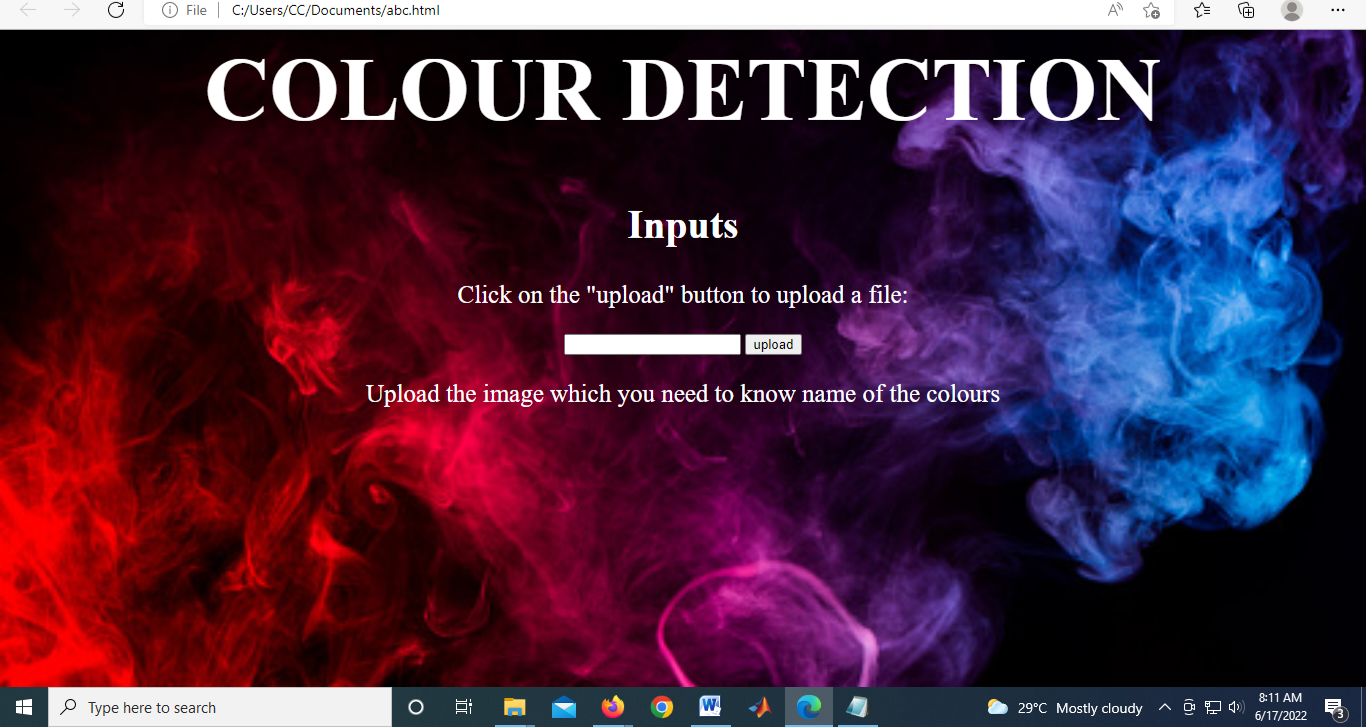 File
C:/Users/CC/Documents/abc.html
COLOUR DETECTION
Inputs
Click on the "upload" button to upload a file:
upload
Upload the image which you need to know name of the colours
Type here to search
29°C Mostly cloudy
8:11 AM
6/17/2022
3